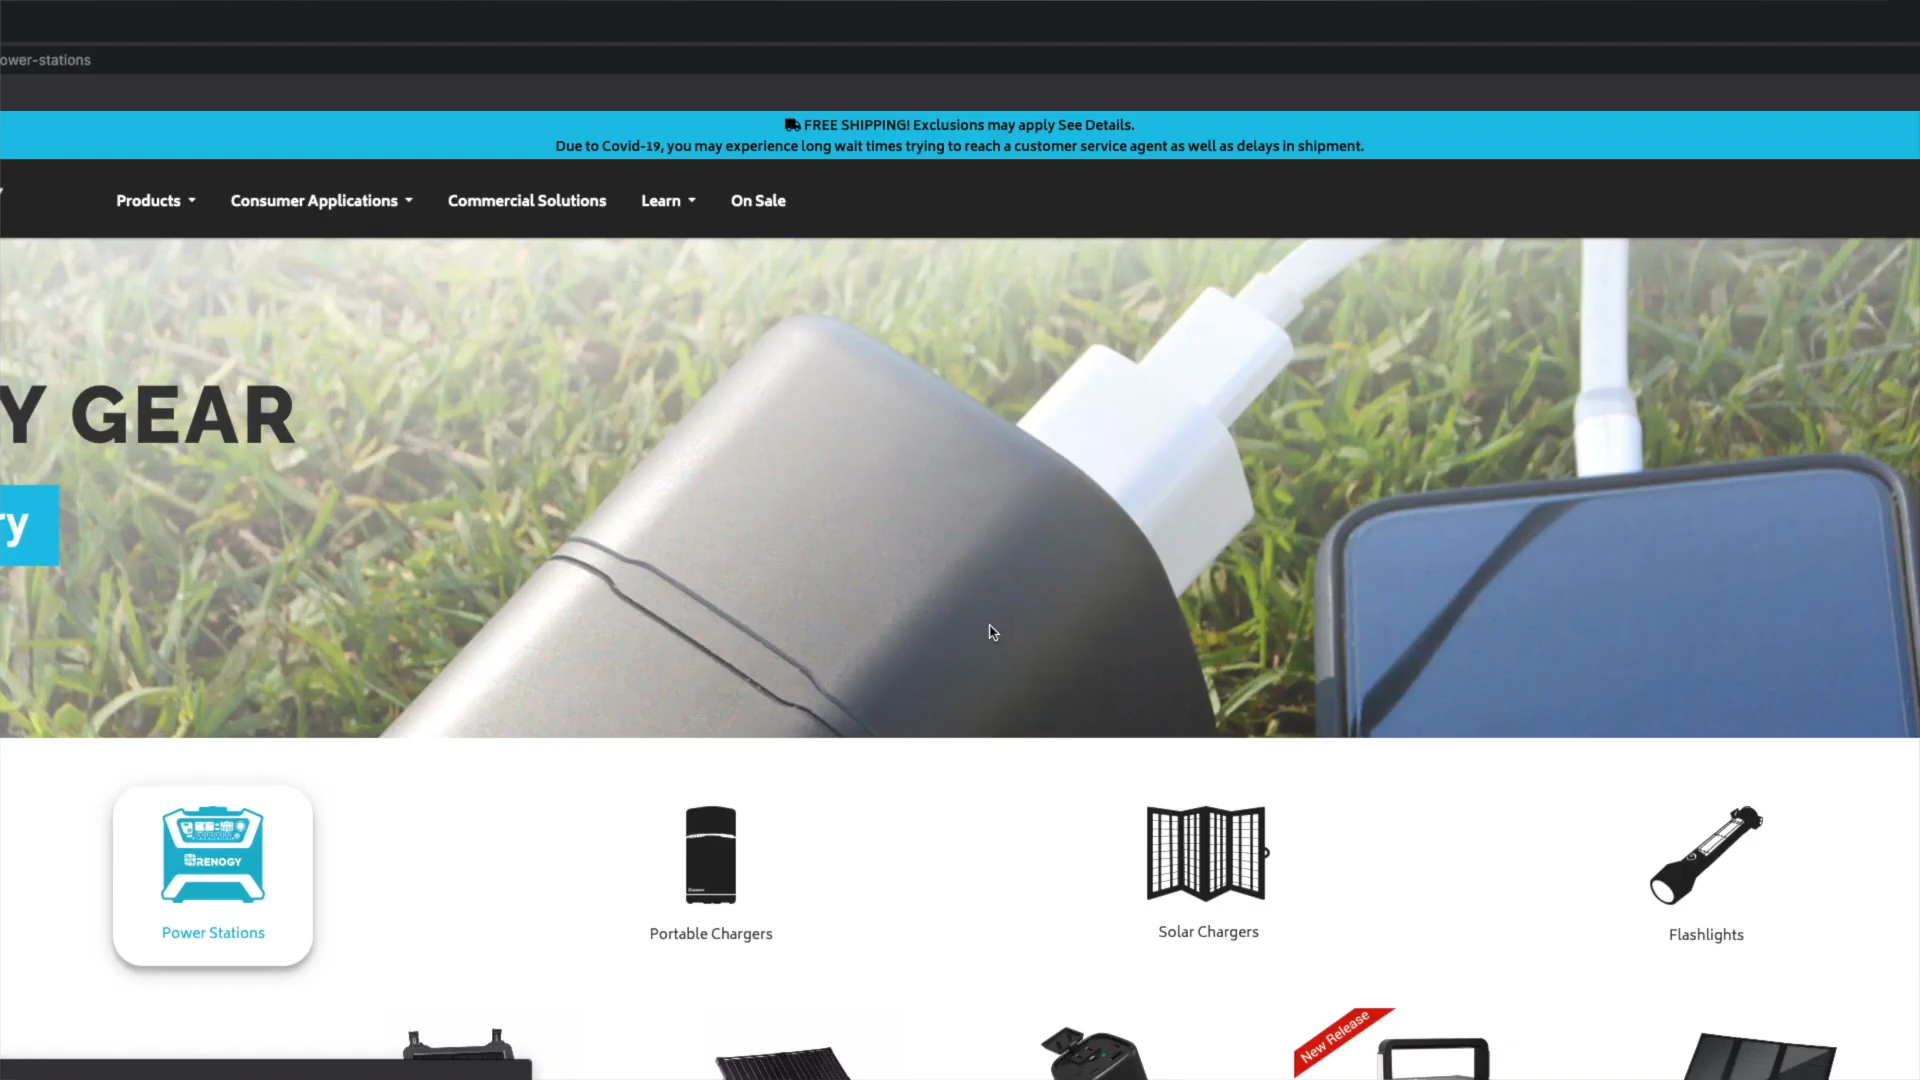 ower-stations
FREE SHIPPING! Exclusions may apply See Details.
Due to Covid-19, you may experience long wait times trying to reach a customer service agent as well as delays in shipment.
Products
Consumer Applications
Commercial Solutions
Learn
On Sale
Y GEAR
ry
RENOGY
Power Stations
Portable Chargers
Solar Chargers
Flashlights
New Release